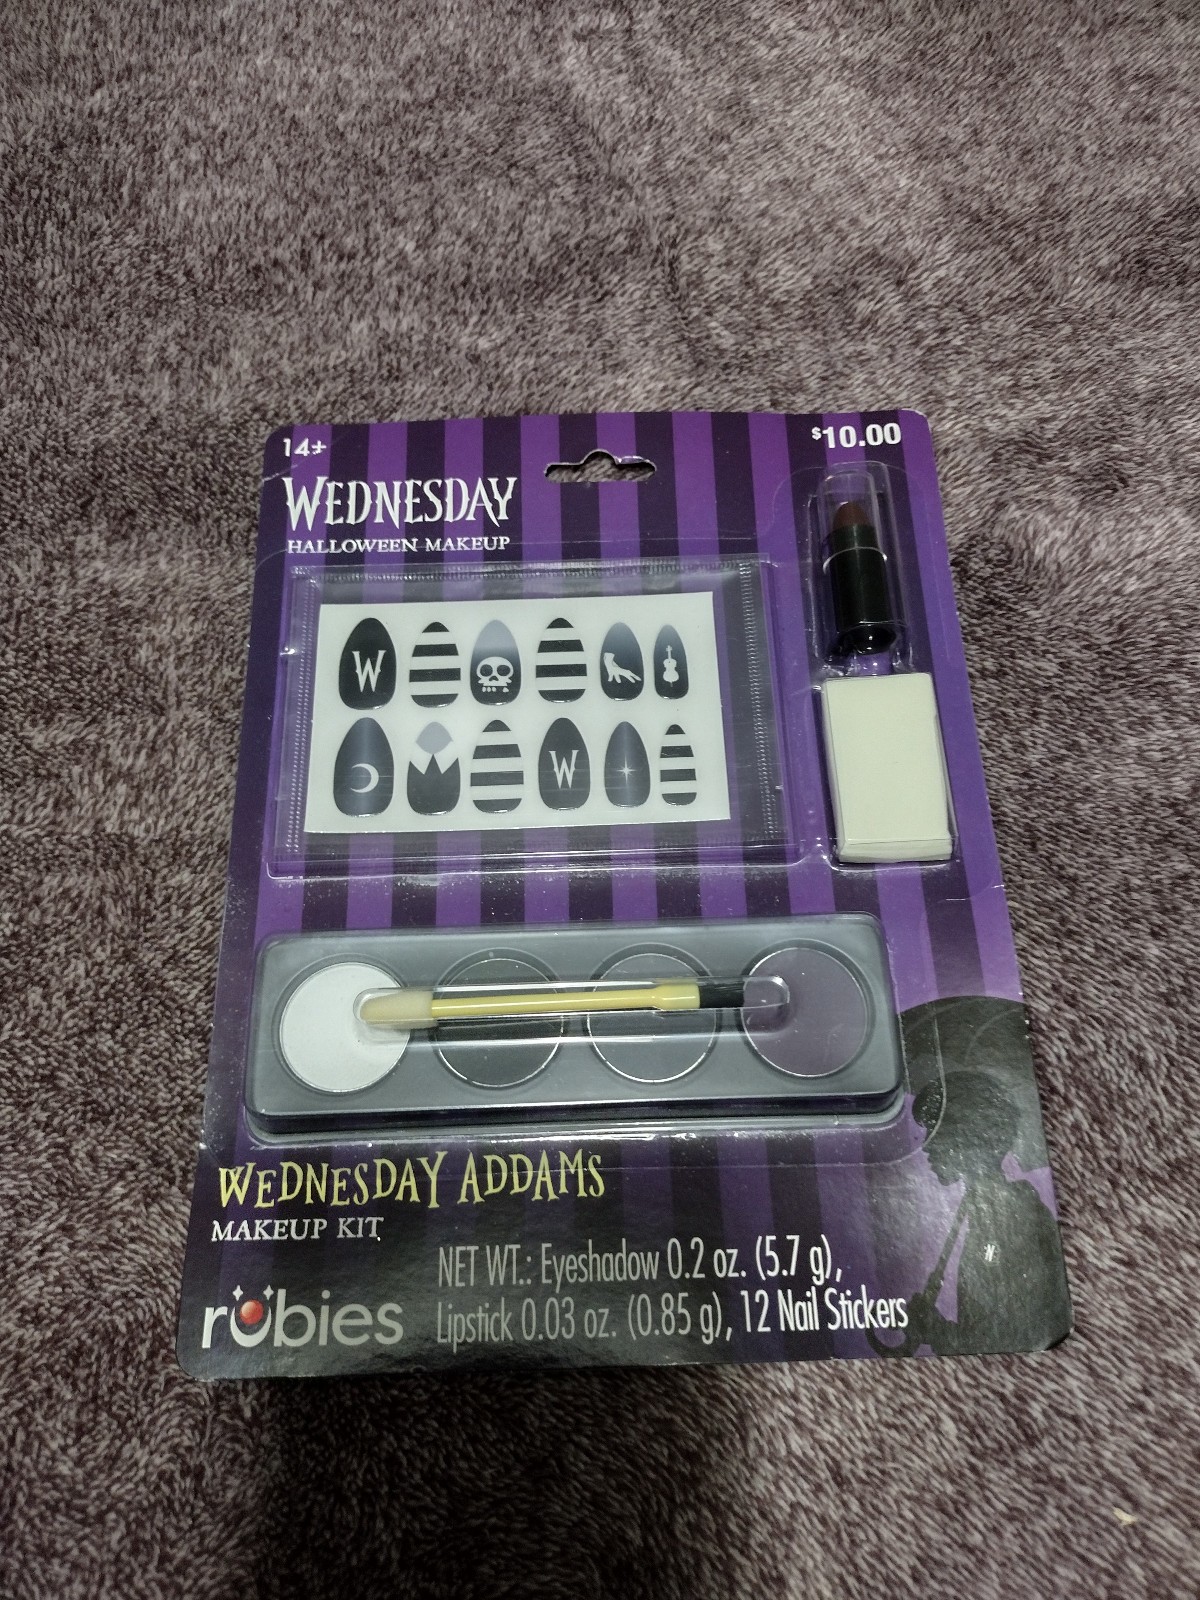 14+
$10.00
WEDNESDAY
HALLOWEEN MAKEUP
W
W
WEDNESDAY ADDAMS
MAKEUP KIT
rubies
NET WT.: Eyeshadow 0.2 oz. (5.7 g),
Lipstick 0.03 oz. (0.85 g), 12 Nail Stickers
N